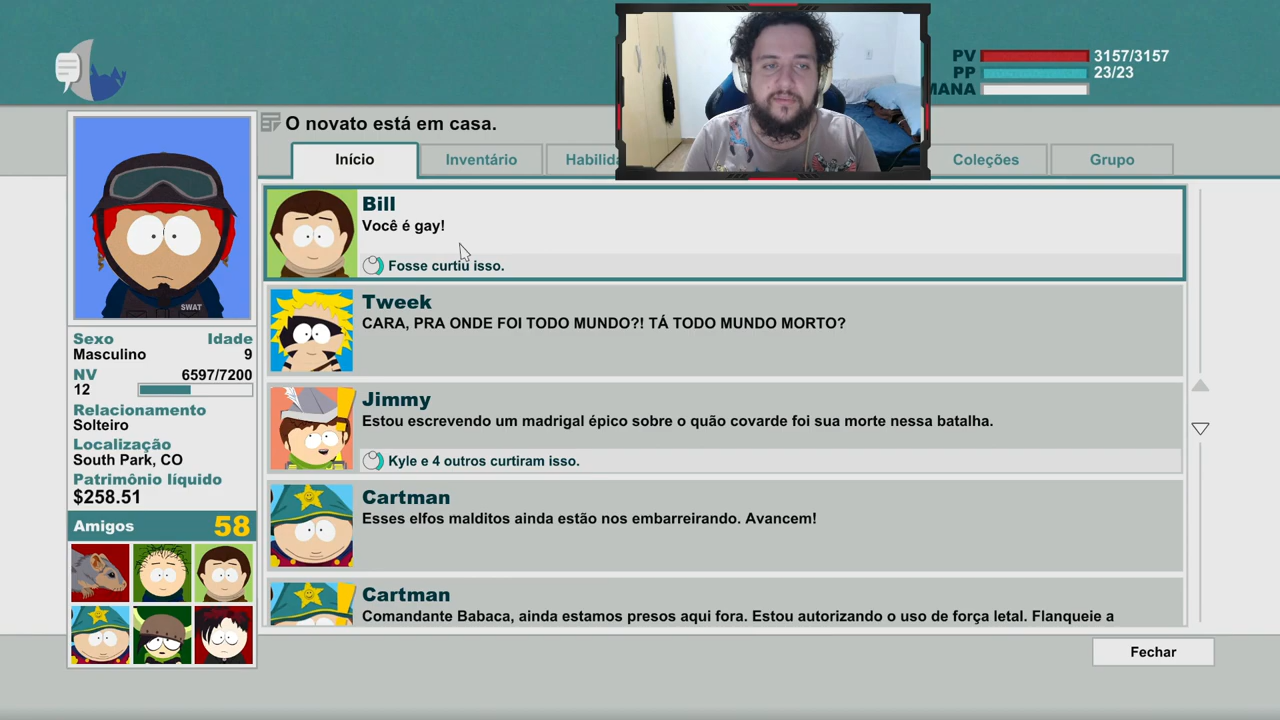 PV 3157/3157
PP 23/23
MANA
O novato está em casa.
Início Inventário Habilida Coleções Grupo
SWAT
Sexo Idade
Masculino 9
NV 6597/7200
12
Relacionamento
Solteiro
Localização
South Park, CO
Patrimônio líquido
$258.51
Amigos 58
Bill
Você é gay!
Fosse curtiu isso.
Tweek
CARA, PRA ONDE FOI TODO MUNDO?! TÁ TODO MUNDO MORTO?
Jimmy
Estou escrevendo um madrigal épico sobre o quão covarde foi sua morte nessa batalha.
Kyle e 4 outros curtiram isso.
Cartman
Esses elfos malditos ainda estão nos embarreirando. Avancem!
Cartman
Comandante Babaca, ainda estamos presos aqui fora. Estou autorizando o uso de força letal. Flanqueie a
Fechar